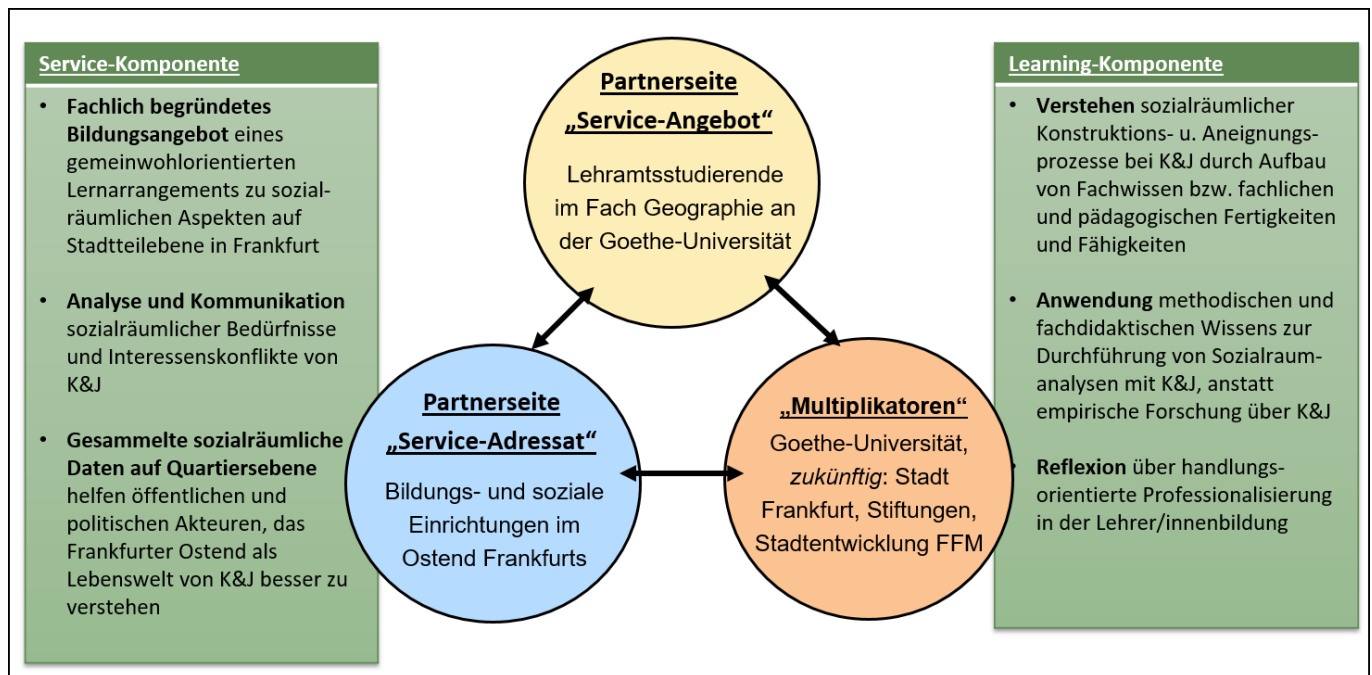 Service-Komponente
• Fachlich begründetes
Bildungsangebot eines
gemeinwohlorientierten
Lernarrangements zu sozial-
räumlichen Aspekten auf
Stadtteilebene in Frankfurt
• Analyse und Kommunikation
sozialräumlicher Bedürfnisse
und Interessenskonflikte von
K&J
• Gesammelte sozialräumliche
Daten auf Quartiersebene
helfen öffentlichen und
politischen Akteuren, das
Frankfurter Ostend als
Lebenswelt von K&J besser zu
verstehen
Partnerseite
„Service-Angebot“
Lehramtsstudierende
im Fach Geographie an
der Goethe-Universität
Partnerseite
„Service-Adressat“
Bildungs- und soziale
Einrichtungen im
Ostend Frankfurts
„Multiplikatoren“
Goethe-Universität,
zukünftig: Stadt
Frankfurt, Stiftungen,
Stadtentwicklung FFM
Learning-Komponente
• Verstehen sozialräumlicher
Konstruktions- u. Aneignungs-
prozesse bei K&J durch Aufbau
von Fachwissen bzw. fachlichen
und pädagogischen Fertigkeiten
und Fähigkeiten
• Anwendung methodischen und
fachdidaktischen Wissens zur
Durchführung von Sozialraum-
analysen mit K&J, anstatt
empirische Forschung über K&J
• Reflexion über handlungs-
orientierte Professionalisierung
in der Lehrer/innenbildung